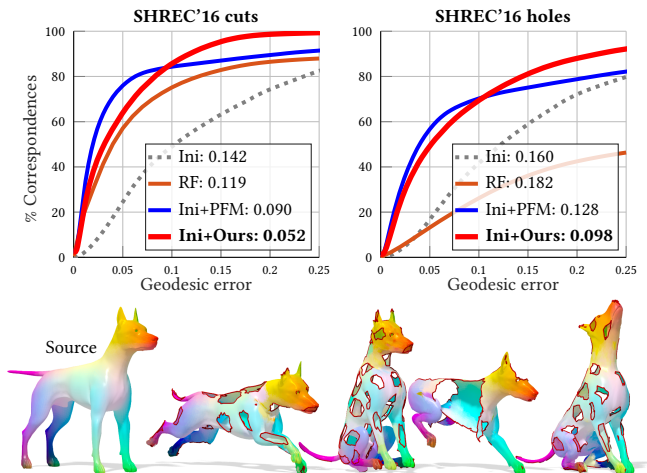 SHREC'16 cuts
SHREC'16 holes
% Correspondences
100
80
60
40
20
0
0
0.05
0.1
0.15
0.2
0.25
Geodesic error
Ini: 0.142
RF: 0.119
Ini+PFM: 0.090
Ini+Ours: 0.052
100
80
60
40
20
0
0
0.05
0.1
0.15
0.2
0.25
Geodesic error
Ini: 0.160
RF: 0.182
Ini+PFM: 0.128
Ini+Ours: 0.098
Source